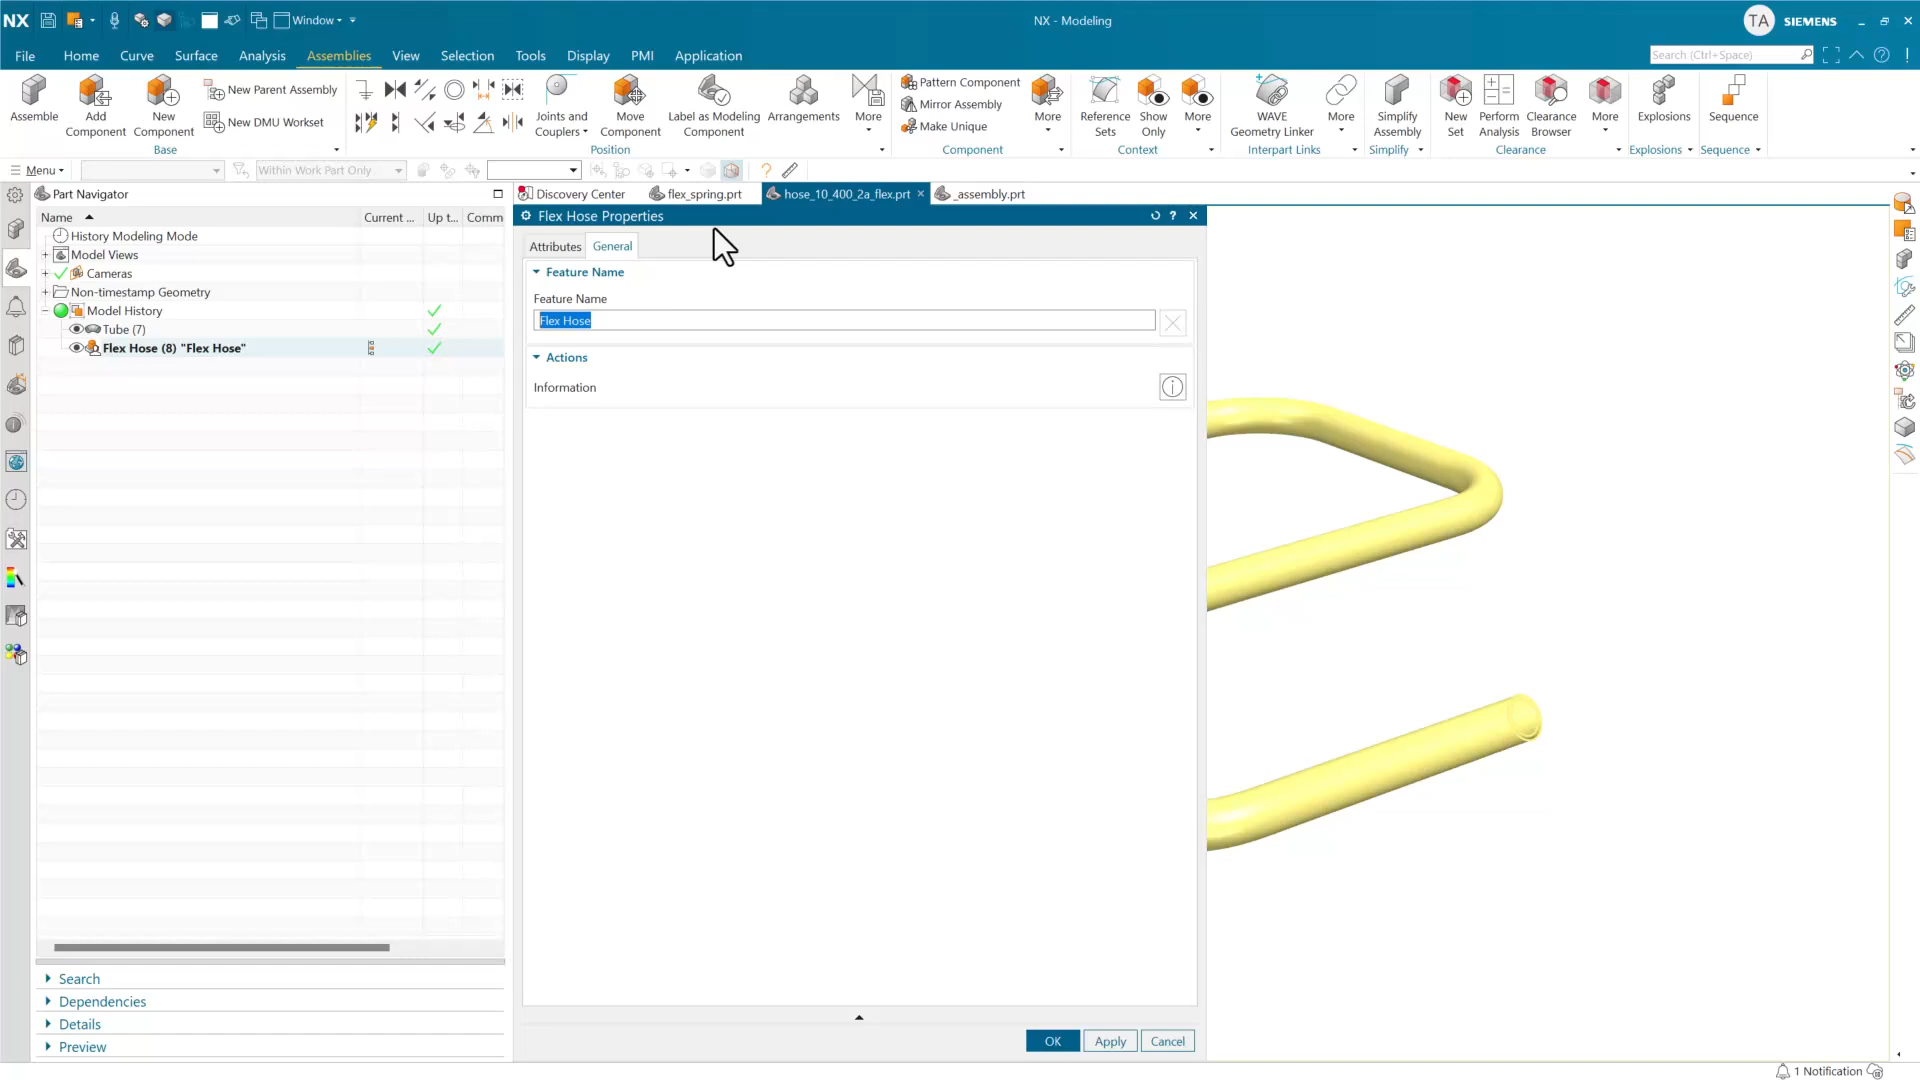 NX
Window
NX - Modeling
TA
SIEMENS
File
Home
Curve
Surface
Analysis
Assemblies
View
Selection
Tools
Display
PMI
Application
Search (Ctrl+Space)
Assemble
Add Component
New Component
New Parent Assembly
New DMU Workset
Base
Joints and Couplers
Move Component
Label as Modeling Component
Arrangements
More
Position
Pattern Component
Mirror Assembly
Make Unique
More
Component
Reference Sets
Show Only
More
Context
WAVE Geometry Linker
More
Interpart Links
Simplify Assembly
Simplify
New Set
Perform Analysis
Clearance Browser
More
Clearance
Explosions
Explosions
Sequence
Sequence
Menu
Within Work Part Only
Part Navigator
Discovery Center
flex_spring.prt
hose_10_400_2a_flex.prt
_assembly.prt
Name
Current ...
Up t...
Comm
History Modeling Mode
Model Views
Cameras
Non-timestamp Geometry
Model History
Tube (7)
Flex Hose (8) "Flex Hose"
Flex Hose Properties
Attributes
General
Feature Name
Feature Name
Flex Hose
Actions
Information
Search
Dependencies
Details
Preview
OK
Apply
Cancel
1 Notification